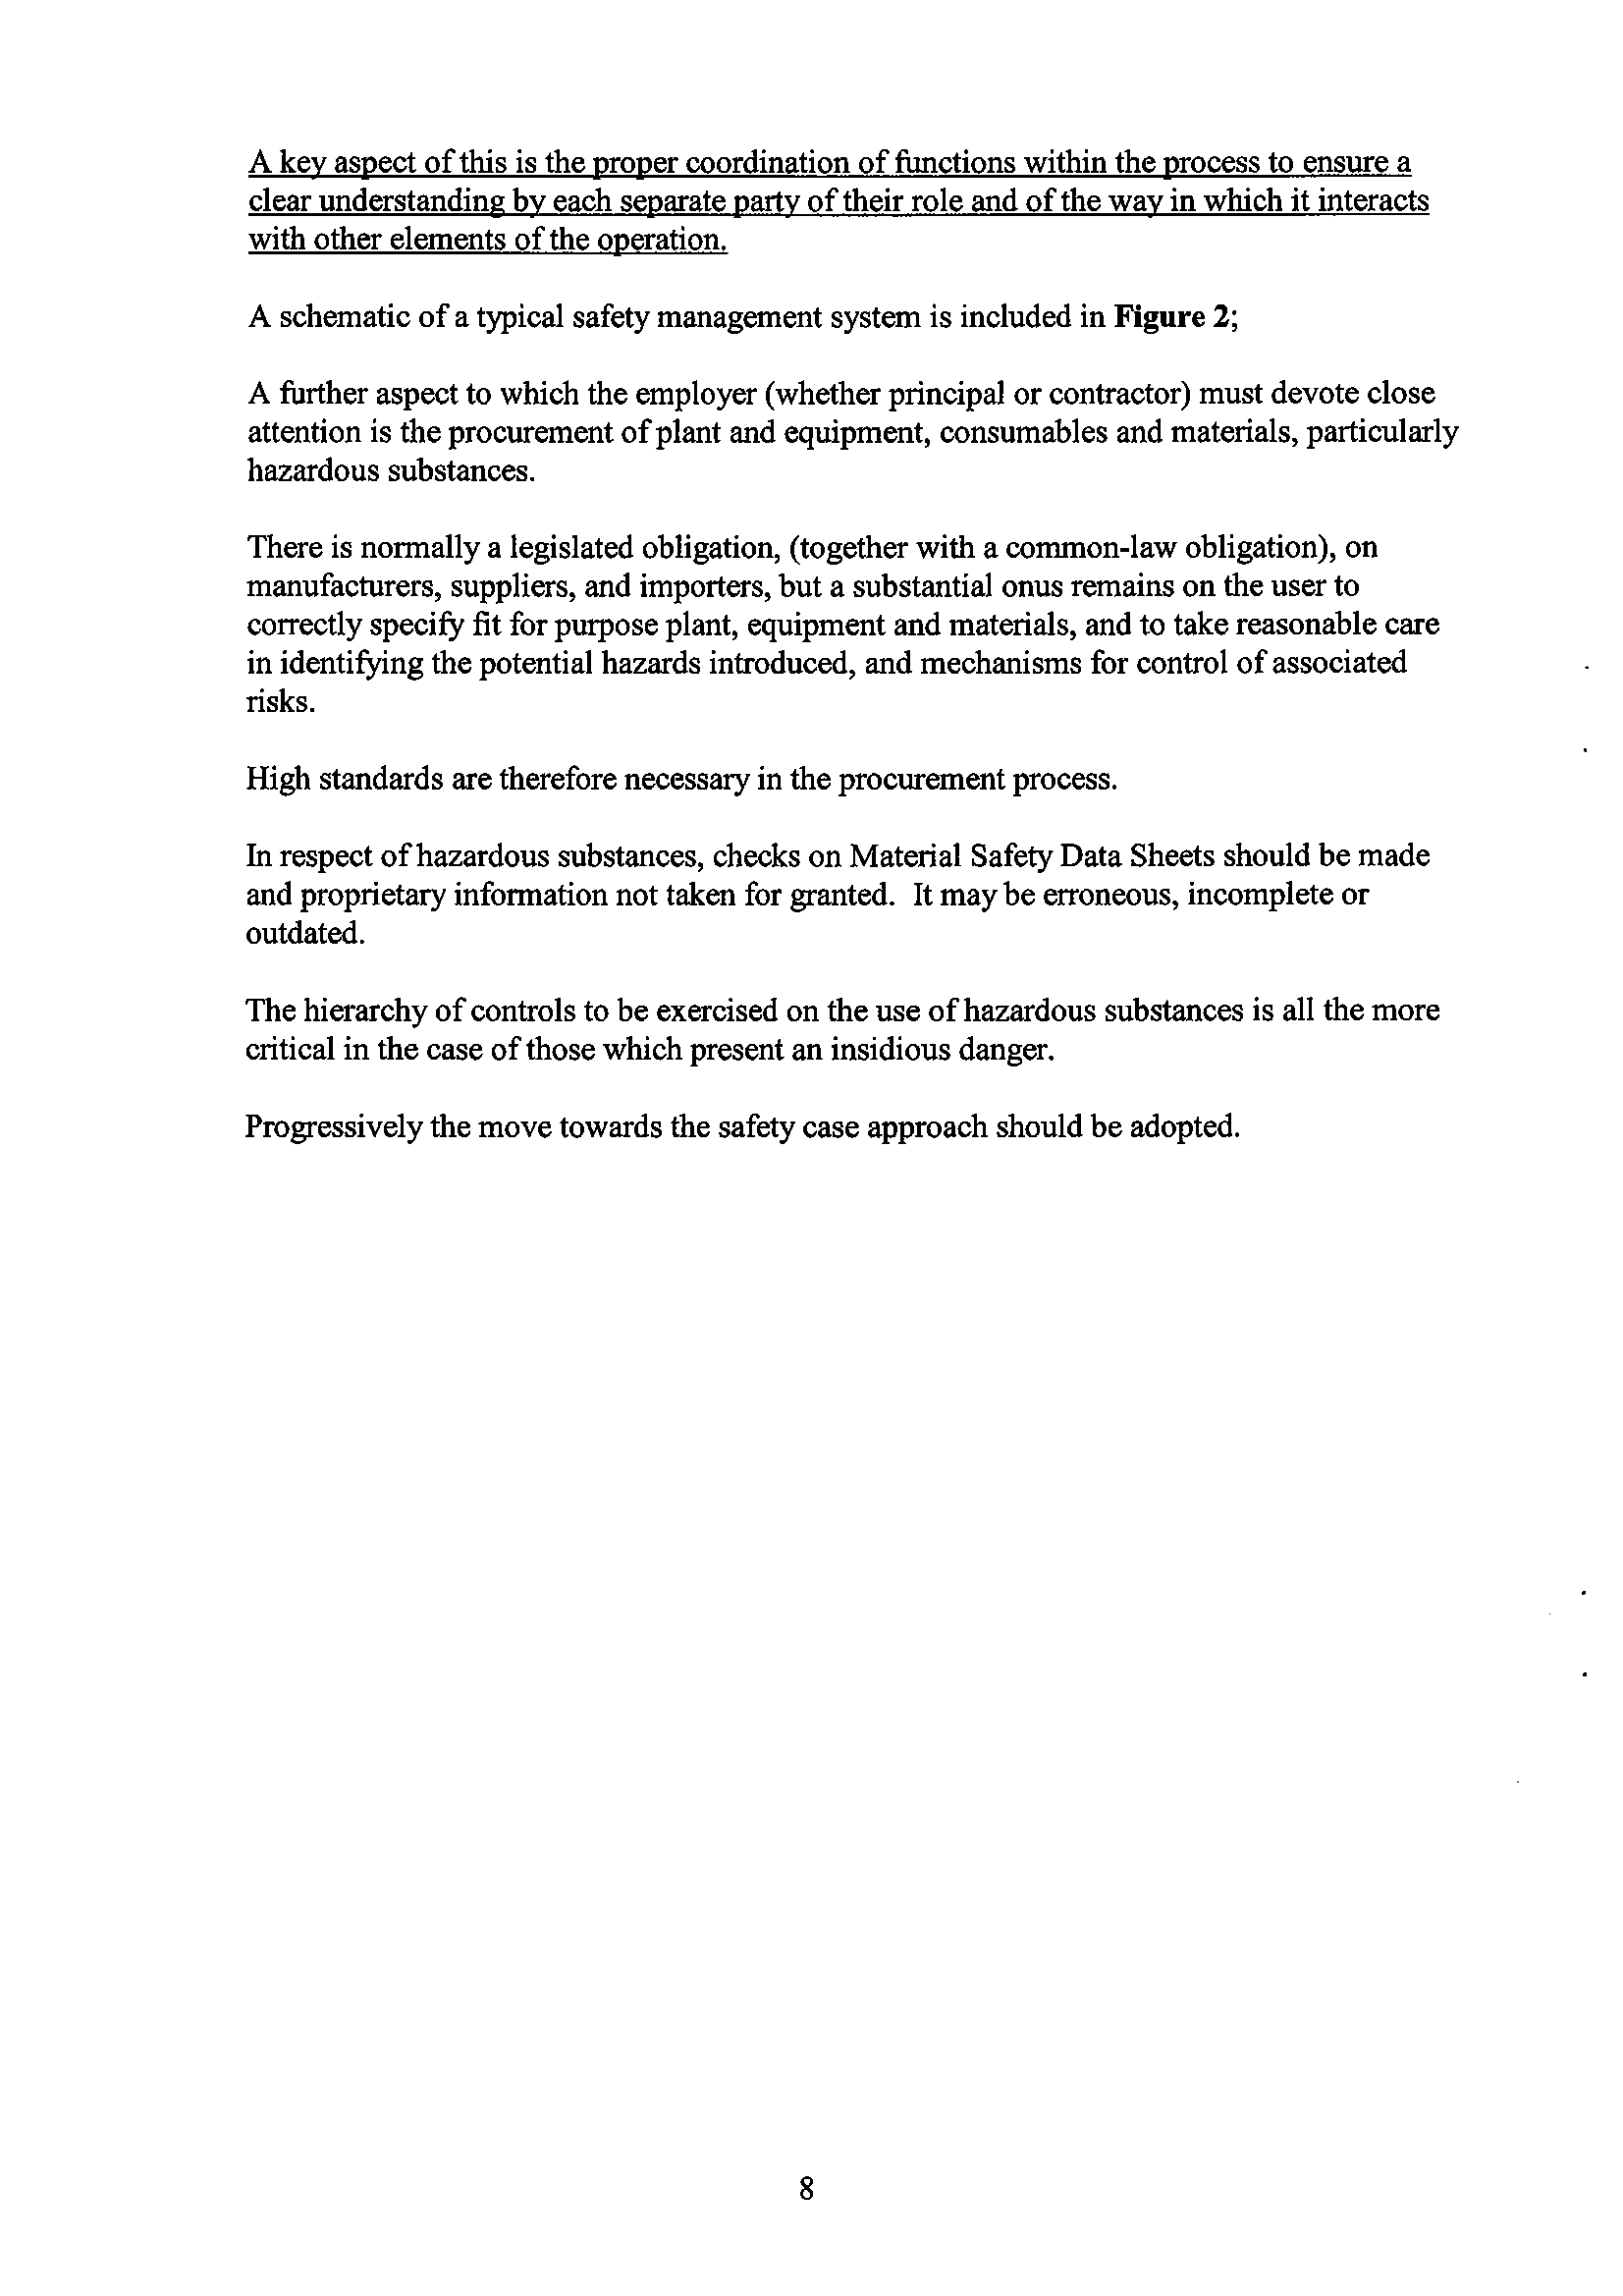 A key aspect of this is the proper coordination of functions within the process to ensure a
clear understanding by each separate party of their role and of the way in which it interacts
with other elements of the operation.
A schematic of a typical safety management system is included in Figure 2;
A further aspect to which the employer (whether principal or contractor) must devote close
attention is the procurement of plant and equipment, consumables and materials, particularly
hazardous substances.
There is normally a legislated obligation, (together with a common-law obligation), on
manufacturers, suppliers, and importers, but a substantial onus remains on the user to
correctly specify fit for purpose plant, equipment and materials, and to take reasonable care
in identifying the potential hazards introduced, and mechanisms for control of associated
risks.
High standards are therefore necessary in the procurement process.
In respect of hazardous substances, checks on Material Safety Data Sheets should be made
and proprietary information not taken for granted.  It may be erroneous, incomplete or
outdated.
The hierarchy of controls to be exercised on the use of hazardous substances is all the more
critical in the case of those which present an insidious danger.
Progressively the move towards the safety case approach should be adopted.
8